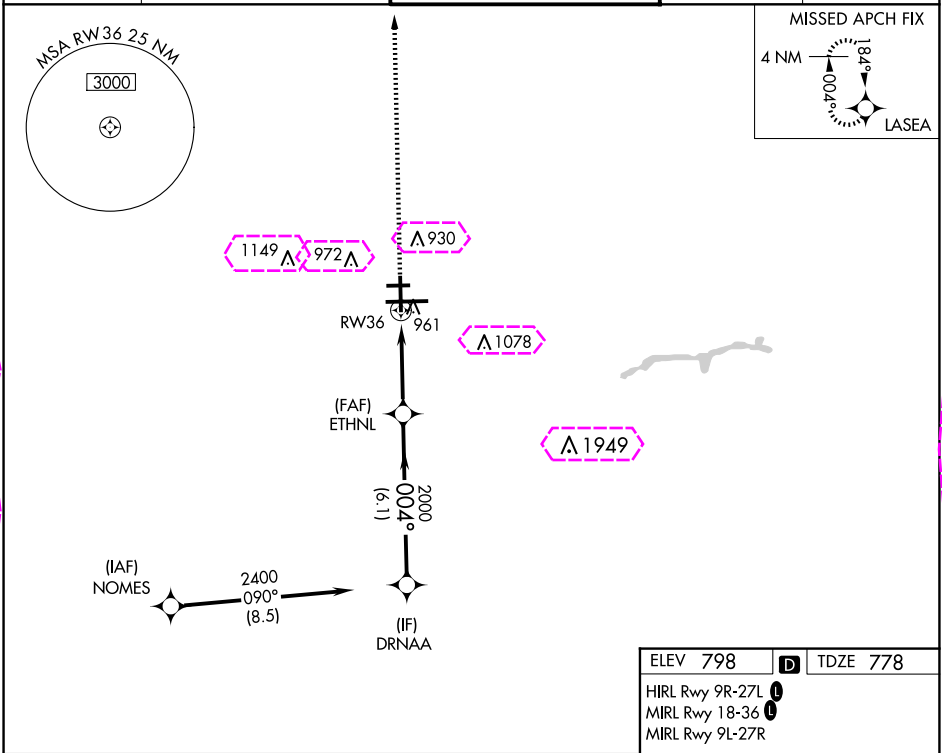 MSA RW36 25 NM
3000
MISSED APCH FIX
4 NM
184°
004°
LASEA
1149
972
930
RW36
961
1078
(FAF)
ETHNL
1949
2000
004°
(6.1)
(IAF)
NOMES
2400
090°
(8.5)
(IF)
DRNAA
ELEV 798 D TDZE 778
HIRL Rwy 9R-27L L
MIRL Rwy 18-36 L
MIRL Rwy 9L-27R